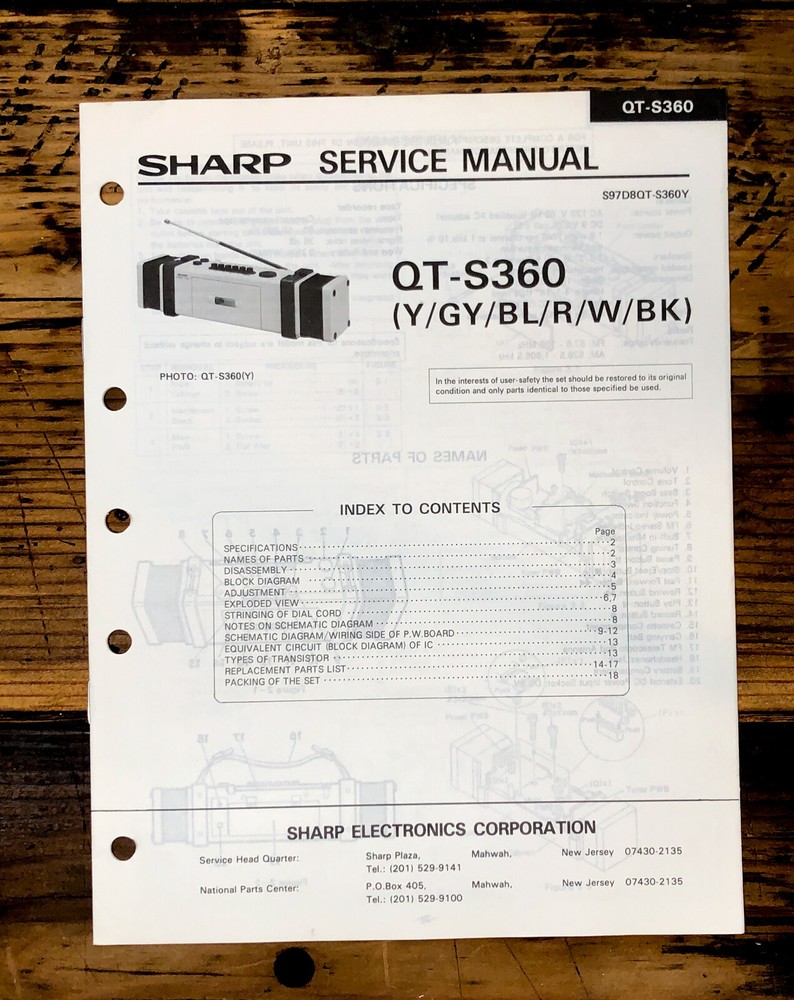 QT-S360
SHARP SERVICE MANUAL
S97D8QT-S360Y
QT-S360
(Y/GY/BL/R/W/BK)
PHOTO: QT-S360(Y)
In the interests of user-safety the set should be restored to its original
condition and only parts identical to those specified be used.
INDEX TO CONTENTS
Page
SPECIFICATIONS 2
NAMES OF PARTS 2
DISASSEMBLY 3
BLOCK DIAGRAM 4
ADJUSTMENT 5
EXPLODED VIEW 6,7
STRINGING OF DIAL CORD 8
NOTES ON SCHEMATIC DIAGRAM 8
SCHEMATIC DIAGRAM/WIRING SIDE OF P.W.BOARD 9-12
EQUIVALENT CIRCUIT (BLOCK DIAGRAM) OF IC 13
TYPES OF TRANSISTOR 13
REPLACEMENT PARTS LIST 14-17
PACKING OF THE SET 18
SHARP ELECTRONICS CORPORATION
Service Head Quarter: Sharp Plaza, Mahwah, New Jersey 07430-2135
Tel.: (201) 529-9141
National Parts Center: P.O.Box 405, Mahwah, New Jersey 07430-2135
Tel.: (201) 529-9100